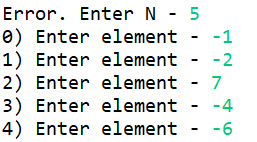 Error. Enter N - 5
0) Enter element - -1
1) Enter element - -2
2) Enter element - 7
3) Enter element - -4
4) Enter element - -6